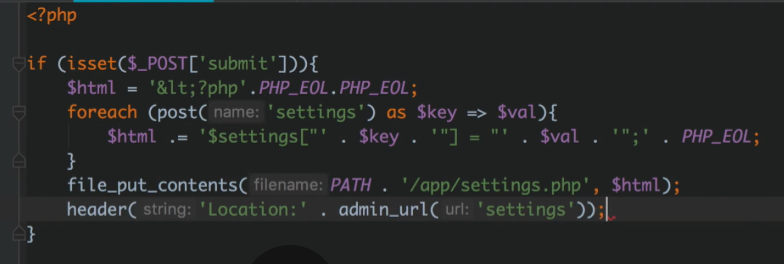 <?php
if (isset($_POST['submit'])){
$html = '&lt;?php'.PHP_EOL.PHP_EOL;
foreach (post( name: 'settings') as $key => $val){
$html .= '$settings["' . $key . '"] = "' . $val . '";' . PHP_EOL;
}
file_put_contents( filename: PATH . '/app/settings.php', $html);
header( string: 'Location:' . admin_url( url: 'settings'));
}